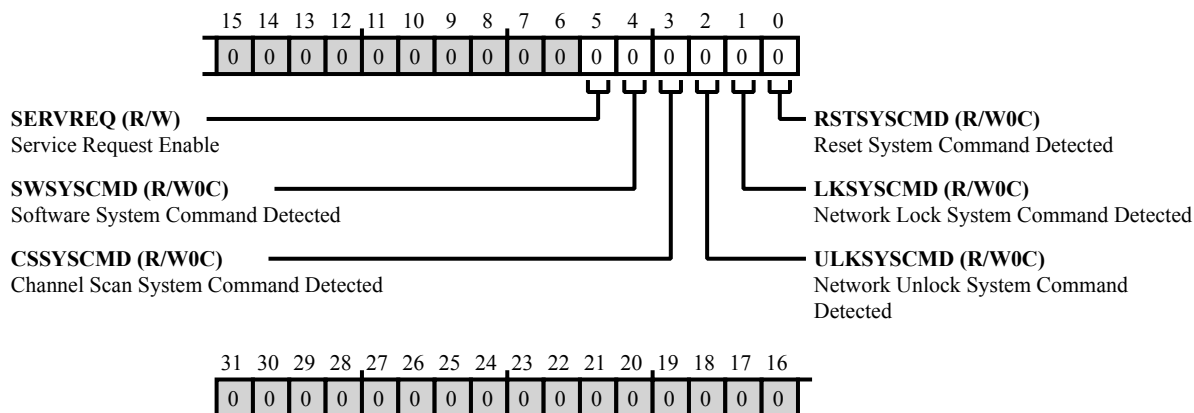 15 14 13 12 11 10 9 8 7 6 5 4 3 2 1 0
0 0 0 0 0 0 0 0 0 0 0 0 0 0 0 0
SERVREQ (R/W)
Service Request Enable
SWSYSCMD (R/W0C)
Software System Command Detected
CSSYSCMD (R/W0C)
Channel Scan System Command Detected
RSTSYSCMD (R/W0C)
Reset System Command Detected
LKSYSCMD (R/W0C)
Network Lock System Command Detected
ULKSYSCMD (R/W0C)
Network Unlock System Command
Detected
31 30 29 28 27 26 25 24 23 22 21 20 19 18 17 16
0 0 0 0 0 0 0 0 0 0 0 0 0 0 0 0